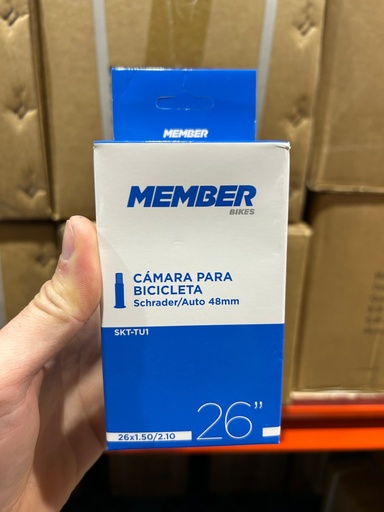 MEMBER
MEMBER
BIKES
CÁMARA PARA
BICICLETA
Schrader/Auto 48mm
SKT-TU1
26x1.50/2.10
26"